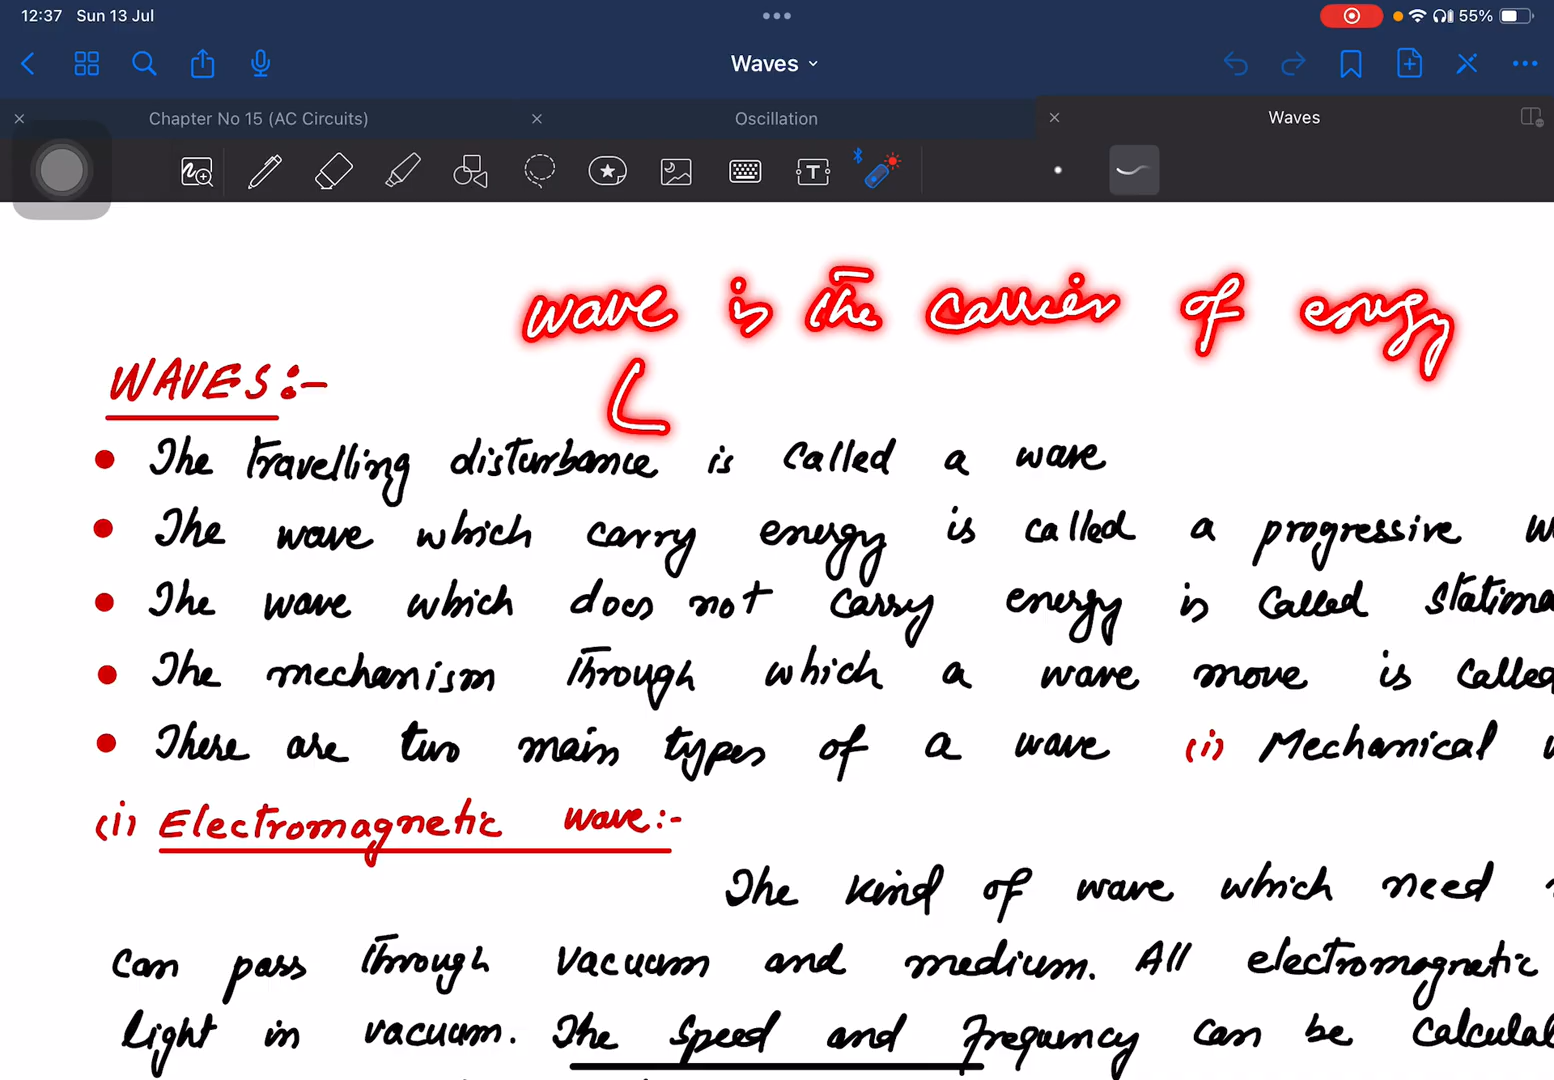 12:37 Sun 13 Jul
55%
Waves
Chapter No 15 (AC Circuits)
Oscillation
Waves
T
wave is the carrier of energy
WAVES:-
The travelling disturbance is called a wave
The wave which carry energy is called a progressive
The wave which does not carry energy is called
The mechanism through which a wave move is called
There are two main types of a wave (i) Mechanical
(i) Electromagnetic wave:-
The kind of wave which need
can pass through vacuum and medium. All electromagnetic
light in vacuum. The speed and frequency can be